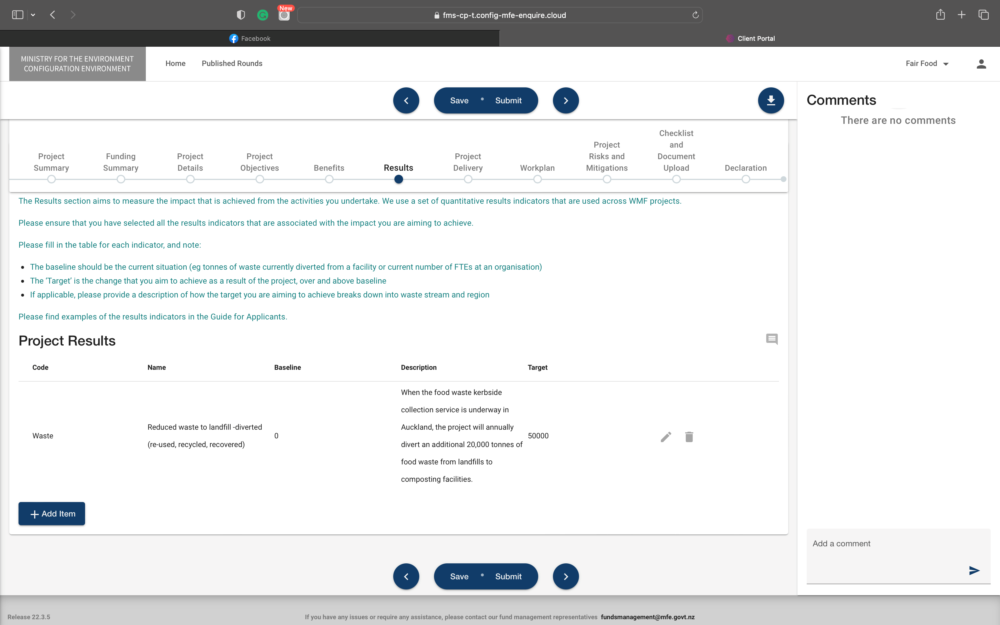 New
fms-cp-t.config-mfe-enquire.cloud
Facebook
Client Portal
MINISTRY FOR THE ENVIRONMENT
CONFIGURATION ENVIRONMENT
Home
Published Rounds
Fair Food
Save • Submit
Comments
There are no comments
Project
Summary
Funding
Summary
Project
Details
Project
Objectives
Benefits
Results
Project
Delivery
Workplan
Project
Risks and
Mitigations
Checklist
and
Document
Upload
Declaration
The Results section aims to measure the impact that is achieved from the activities you undertake. We use a set of quantitative results indicators that are used across WMF projects.
Please ensure that you have selected all the results indicators that are associated with the impact you are aiming to achieve.
Please fill in the table for each indicator, and note:
• The baseline should be the current situation (eg tonnes of waste currently diverted from a facility or current number of FTEs at an organisation)
• The ‘Target’ is the change that you aim to achieve as a result of the project, over and above baseline
• If applicable, please provide a description of how the target you are aiming to achieve breaks down into waste stream and region
Please find examples of the results indicators in the Guide for Applicants.
Project Results
Code Name Baseline Description Target
Waste
Reduced waste to landfill -diverted
(re-used, recycled, recovered)
0
When the food waste kerbside
collection service is underway in
Auckland, the project will annually
divert an additional 20,000 tonnes of
food waste from landfills to
composting facilities.
50000
+ Add Item
Save • Submit
Add a comment
Release 22.3.5
If you have any issues or require any assistance, please contact our fund management representatives fundsmanagement@mfe.govt.nz